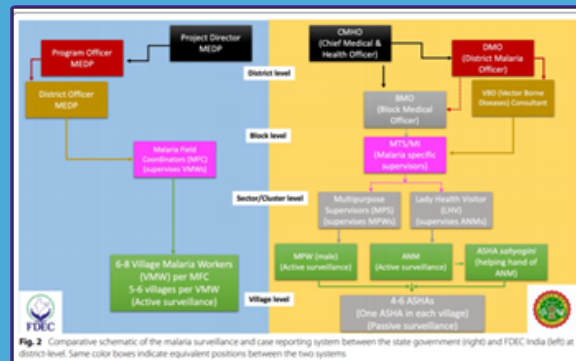 Project Director
MEDP
Program Officer
MEDP
District Officer
MEDP
Malaria Field
Coordinators (MFC)
(supervises VMWs)
6-8 Village Malaria Workers
(VMW) per MFC
5-6 villages per VMW
(Active surveillance)
FDEC
District level
Block level
Sector/Cluster level
Village level
CMHO
(Chief Medical &
Health Officer)
DMO
(District Malaria
Officer)
BMO
(Block Medical
Officer)
VBD (Vector Borne
Diseases) Consultant
MTS/MI
(Malaria specific
supervisors)
Multipurpose
Supervisors (MPS)
(supervises MPWs)
Lady Health Visitor
(LHV)
(supervises ANMs)
MPW (male)
(Active surveillance)
ANM
(Active surveillance)
ASHA sahyogini
(helping hand of
ANM)
4-6 ASHAs
(One ASHA in each village)
(Passive surveillance)
Fig. 2 Comparative schematic of the malaria surveillance and case reporting system between the state government (right) and FDEC India (left) at
district-level. Same color boxes indicate equivalent positions between the two systems